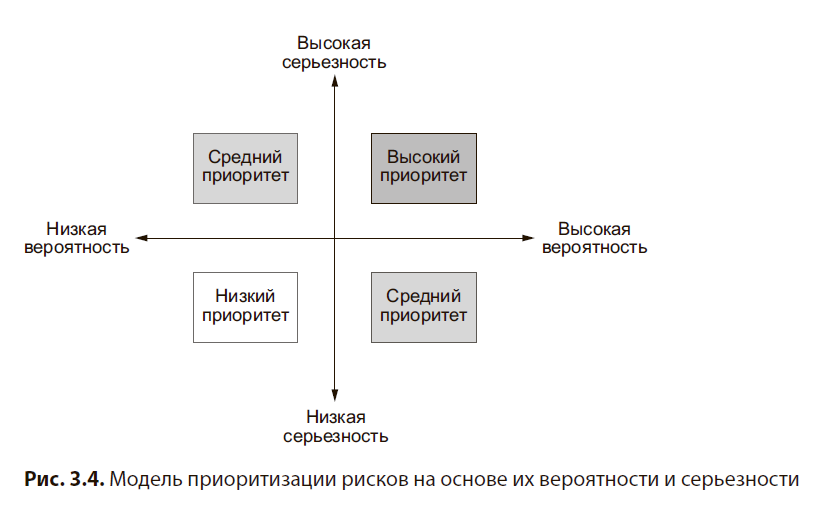 Высокая
серьезность
Средний
приоритет
Высокий
приоритет
Низкая
вероятность
Высокая
вероятность
Низкий
приоритет
Средний
приоритет
Низкая
серьезность
Рис. 3.4. Модель приоритизации рисков на основе их вероятности и серьезности